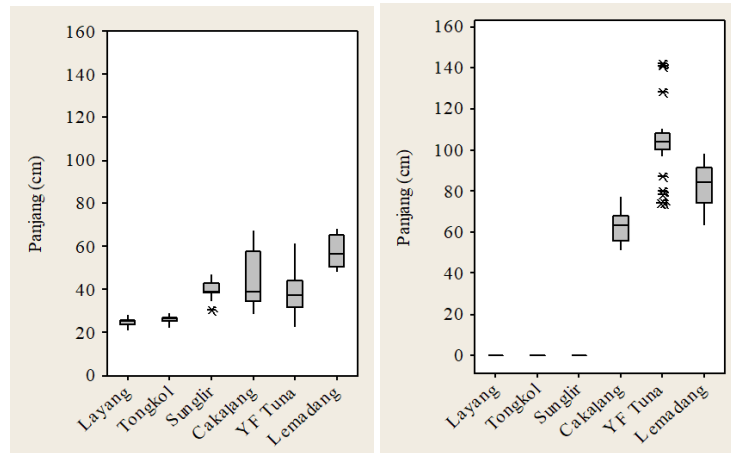 Panjang (cm)
160
140
120
100
80
60
40
20
0
Layang
Tongkol
Sunglir
Cakalang
YF Tuna
Lemadang
Panjang (cm)
160
140
120
100
80
60
40
20
0
Layang
Tongkol
Sunglir
Cakalang
YF Tuna
Lemadang